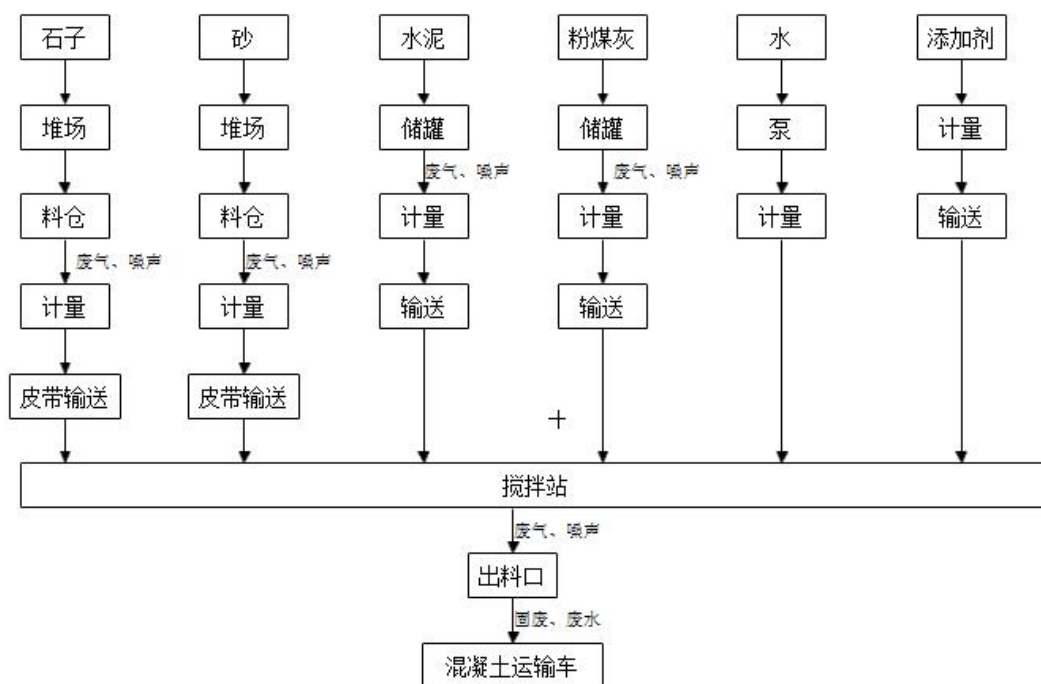 石子
砂
水泥
粉煤灰
水
添加剂
堆场
堆场
储罐
储罐
泵
计量
废气、噪声
废气、噪声
料仓
料仓
计量
计量
计量
输送
废气、噪声
废气、噪声
计量
计量
输送
输送
皮带输送
皮带输送
搅拌站
废气、噪声
出料口
固废、废水
混凝土运输车